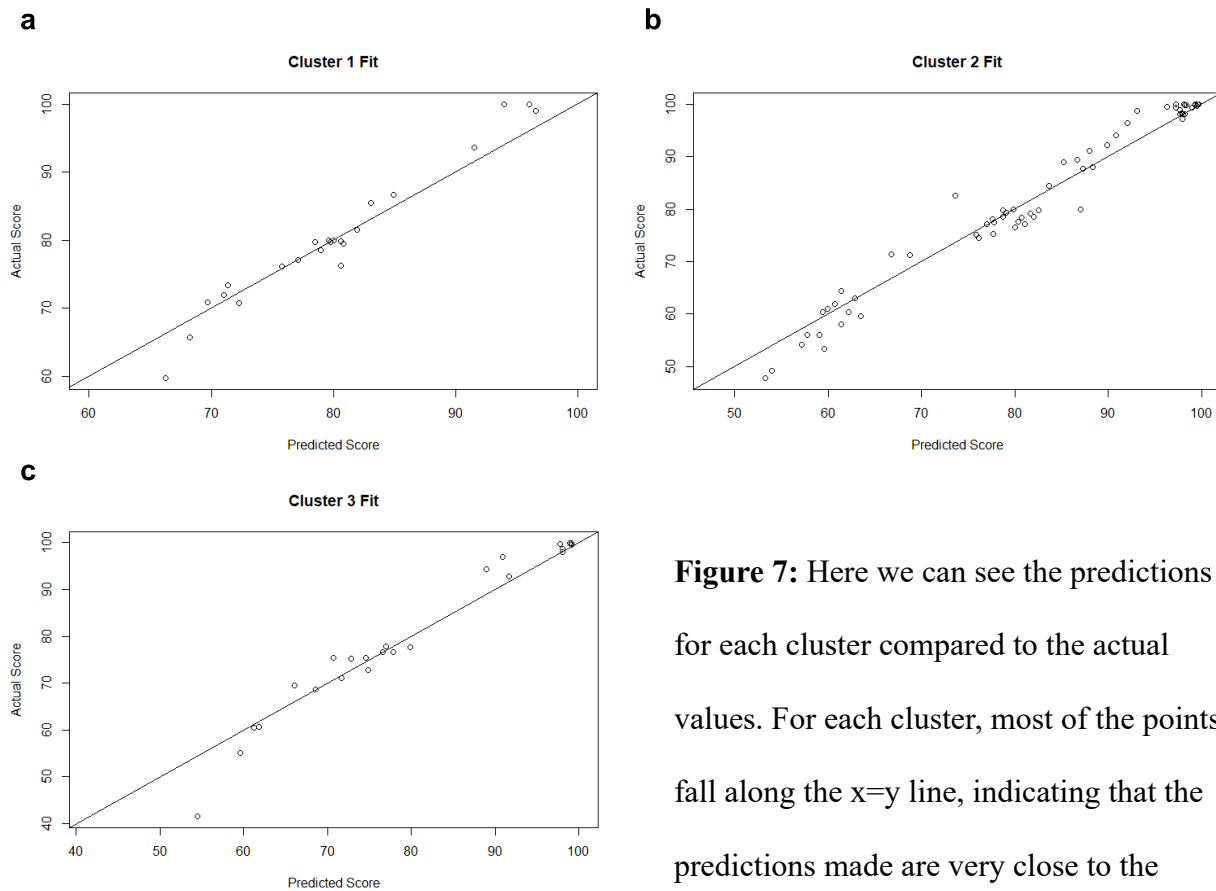 a
Cluster 1 Fit
Actual Score
100
90
80
70
60
60 70 80 90 100
Predicted Score
b
Cluster 2 Fit
Actual Score
100
90
80
70
60
50
50 60 70 80 90 100
Predicted Score
c
Cluster 3 Fit
Actual Score
100
90
80
70
60
50
40
40 50 60 70 80 90 100
Predicted Score
Figure 7: Here we can see the predictions
for each cluster compared to the actual
values. For each cluster, most of the points
fall along the x=y line, indicating that the
predictions made are very close to the